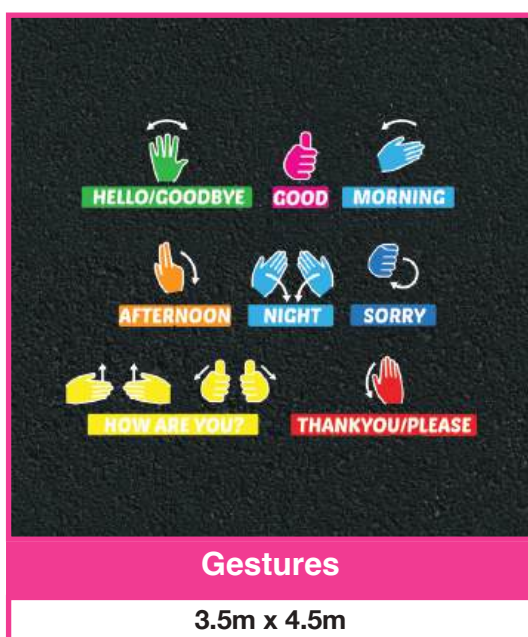 HELLO/GOODBYE GOOD MORNING
AFTERNOON NIGHT SORRY
HOW ARE YOU? THANKYOU/PLEASE
Gestures
3.5m x 4.5m